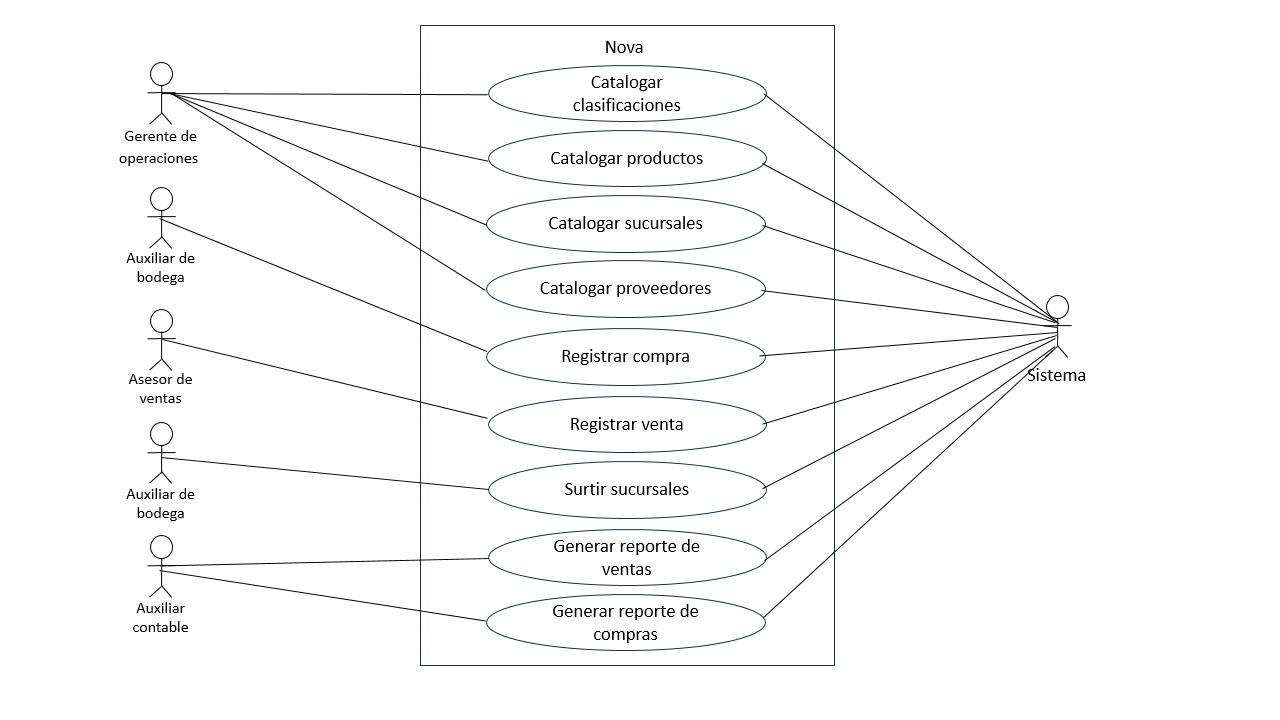 Nova
Catalogar
clasificaciones
Gerente de
operaciones
Catalogar productos
Catalogar sucursales
Auxiliar de
bodega
Catalogar proveedores
Registrar compra
Sistema
Asesor de
ventas
Registrar venta
Surtir sucursales
Auxiliar de
bodega
Generar reporte de
ventas
Auxiliar
contable
Generar reporte de
compras